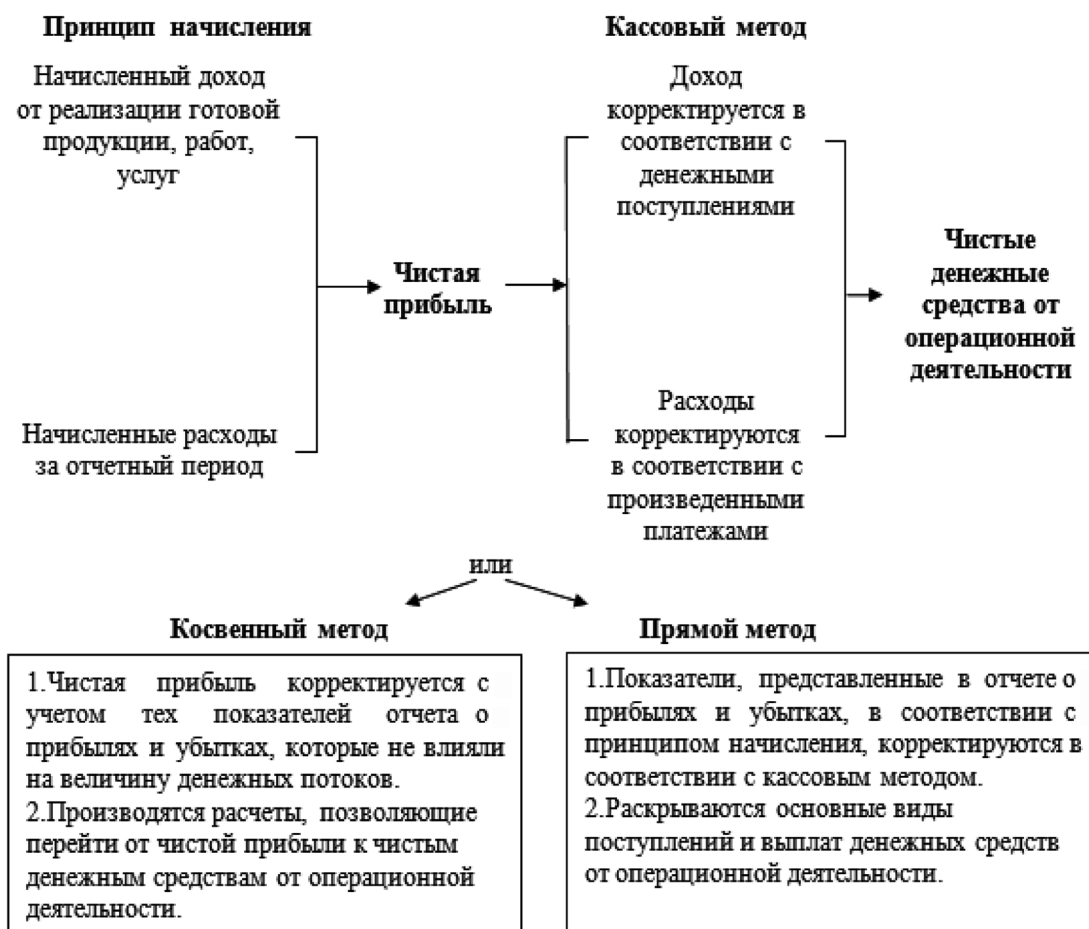 Принцип начисления
Начисленный доход
от реализации готовой
продукции, работ,
услуг
Начисленные расходы
за отчетный период
Чистая
прибыль
Кассовый метод
Доход
корректируется в
соответствии с
денежными
поступлениями
Расходы
корректируются
в соответствии с
произведенными
платежами
Чистые
денежные
средства от
операционной
деятельности
или
Косвенный метод
1.Чистая прибыль корректируется с
учетом тех показателей отчета о
прибылях и убытках, которые не влияли
на величину денежных потоков.
2.Производятся расчеты, позволяющие
перейти от чистой прибыли к чистым
денежным средствам от операционной
деятельности.
Прямой метод
1.Показатели, представленные в отчете о
прибылях и убытках, в соответствии с
принципом начисления, корректируются в
соответствии с кассовым методом.
2.Раскрываются основные виды
поступлений и выплат денежных средств
от операционной деятельности.